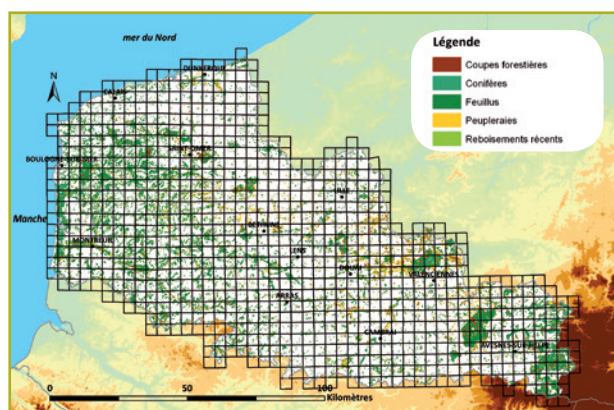 mer du Nord
Légende
Coupes forestières
Conifères
Feuillus
Peupleraies
Reboisements récents
N
DUNKERQUE
CALAIS
SAINT-OMER
BOULOGNE-SUR-MER
LILLE
Manche
BETHUNE
MONTREUIL
LENS
DOUAI
VALENCIENNES
ARRAS
CAMBRAI
AVESNES-SUR-HELPE
0 50 100
Kilomètres